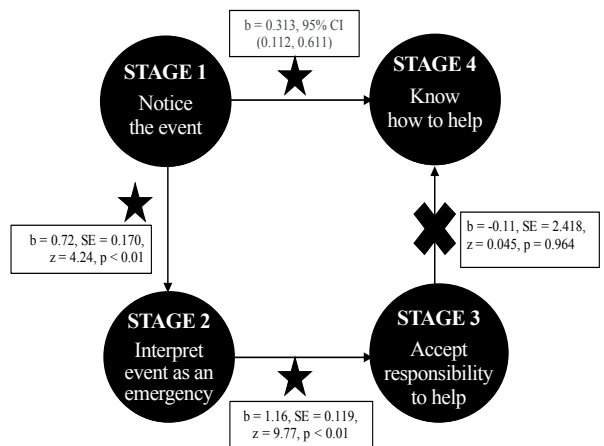 b = 0.313, 95% CI
(0.112, 0.611)
STAGE 1
Notice
the event
STAGE 4
Know
how to help
b = 0.72, SE = 0.170,
z = 4.24, p < 0.01
b = -0.11, SE = 2.418,
z = 0.045, p = 0.964
STAGE 2
Interpret
event as an
emergency
STAGE 3
Accept
responsibility
to help
b = 1.16, SE = 0.119,
z = 9.77, p < 0.01